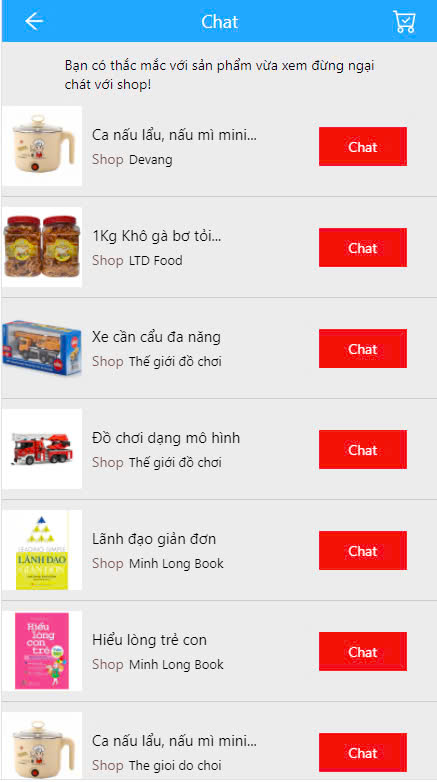 Chat
Bạn có thắc mắc với sản phẩm vừa xem đừng ngại
chát với shop!
Ca nấu lẩu, nấu mì mini...
Shop Devang
Chat
1Kg Khô gà bơ tỏi...
Shop LTD Food
Chat
Xe cần cẩu đa năng
Shop Thế giới đồ chơi
Chat
Đồ chơi dạng mô hình
Shop Thế giới đồ chơi
Chat
LEADING SIMPLE
LÃNH ĐẠO
GIẢN ĐƠN
Lãnh đạo giản đơn
Shop Minh Long Book
Chat
Hiểu
lòng
con
trẻ
Hiểu lòng trẻ con
Shop Minh Long Book
Chat
Ca nấu lẩu, nấu mì mini...
Shop The gioi do choi
Chat